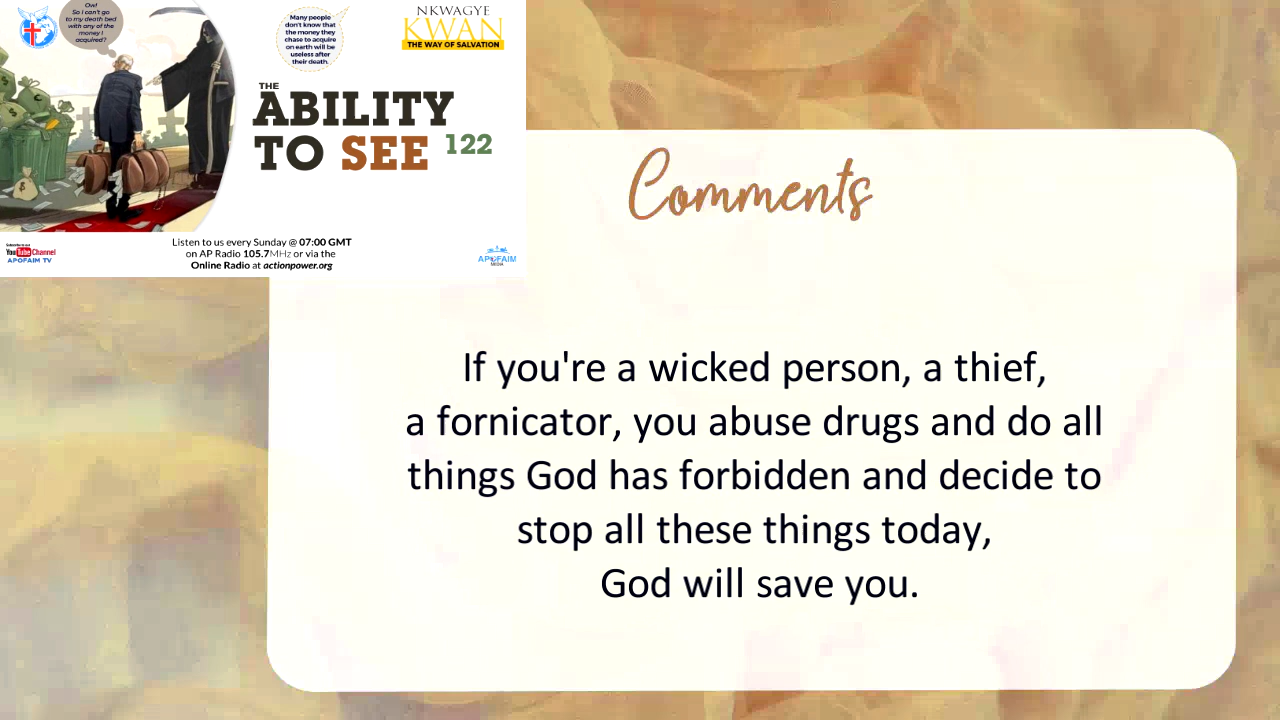 Ow!
So I can't go
to my death bed
with any of the
money I
acquired?
Many people
don't know that
the money they
chase to acquire
on earth will be
useless after
their death.
NKWAGYE
KWAN
THE WAY OF SALVATION
THE
ABILITY
TO SEE 122
Listen to us every Sunday @ 07:00 GMT
on AP Radio 105.7MHz or via the
Online Radio at actionpower.org
Subscribe to our
YouTube Channel
APOFAIM TV
APOFAIM
MEDIA
Comments
If you're a wicked person, a thief,
a fornicator, you abuse drugs and do all
things God has forbidden and decide to
stop all these things today,
God will save you.